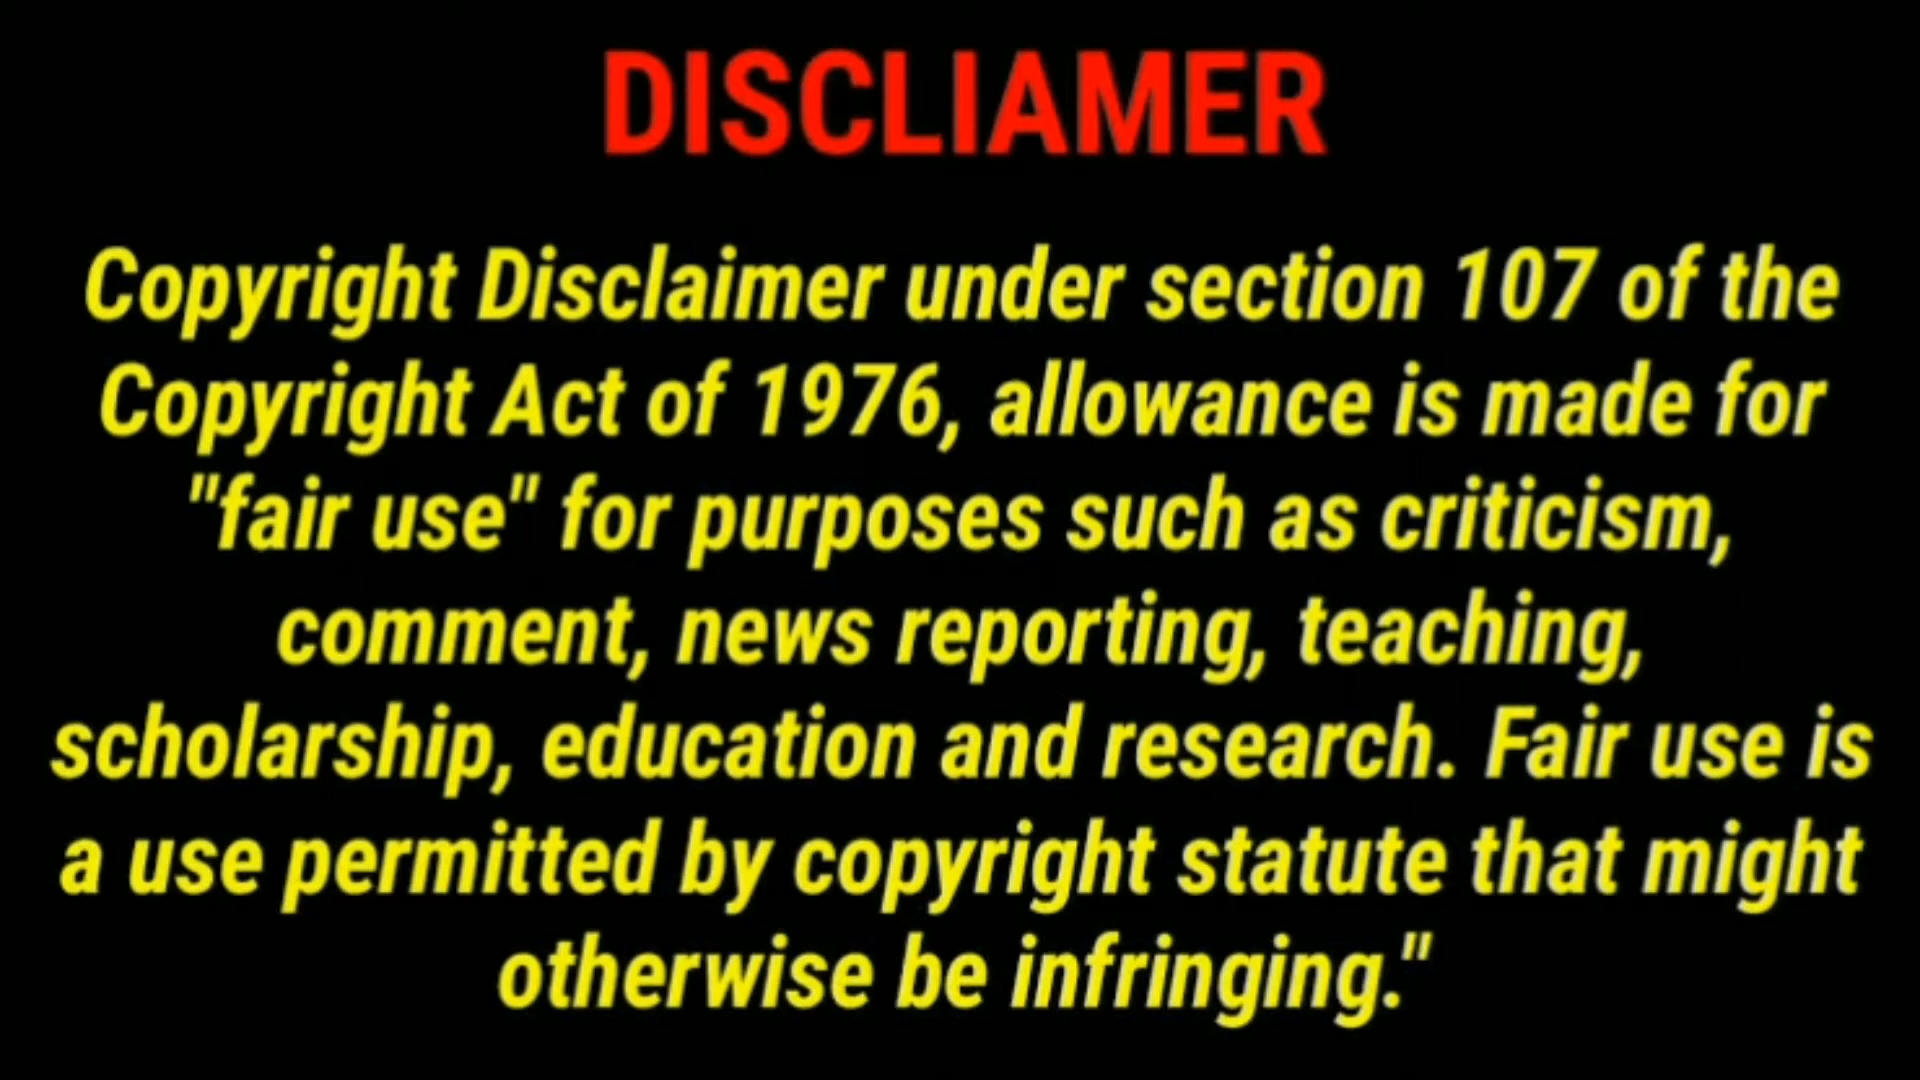 DISCLIAMER
Copyright Disclaimer under section 107 of the
Copyright Act of 1976, allowance is made for
"fair use" for purposes such as criticism,
comment, news reporting, teaching,
scholarship, education and research. Fair use is
a use permitted by copyright statute that might
otherwise be infringing."